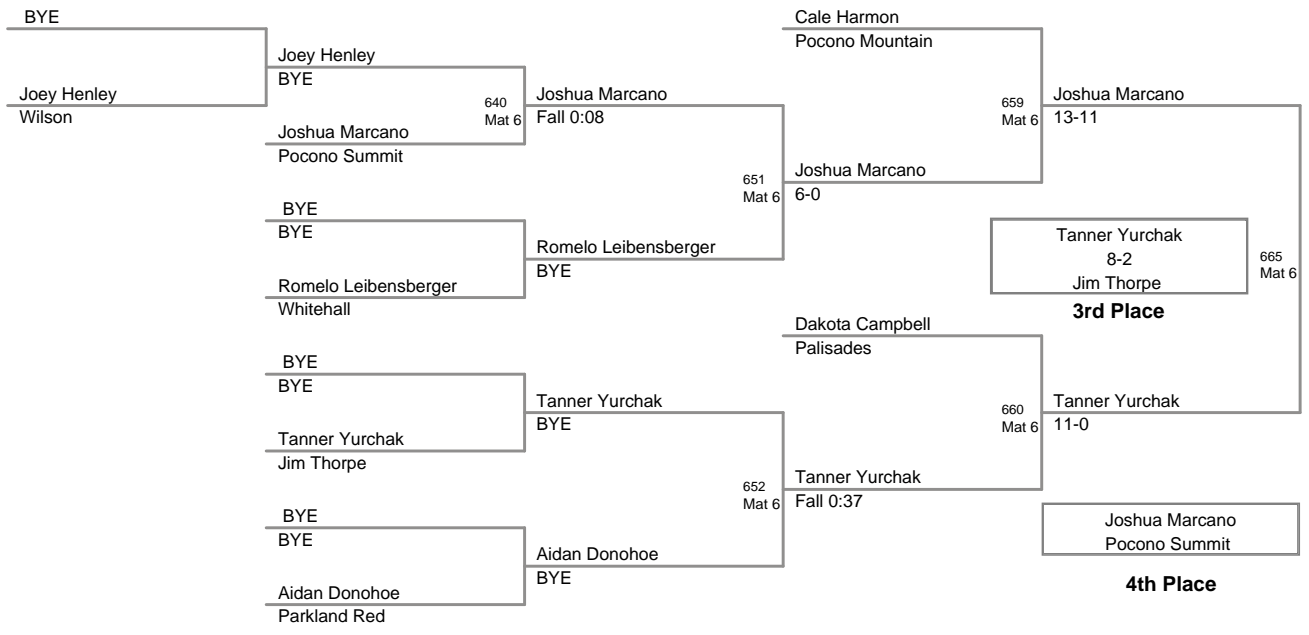 BYE
Joey Henley
Wilson
Joey Henley
BYE
Joshua Marcano
Pocono Summit
BYE
BYE
Romelo Leibensberger
Whitehall
BYE
BYE
Tanner Yurchak
Jim Thorpe
BYE
BYE
Aidan Donohoe
Parkland Red
640
Mat 6
Joshua Marcano
Fall 0:08
Romelo Leibensberger
BYE
Tanner Yurchak
BYE
Aidan Donohoe
BYE
Cale Harmon
Pocono Mountain
651
Mat 6
Joshua Marcano
6-0
Dakota Campbell
Palisades
652
Mat 6
Tanner Yurchak
Fall 0:37
659
Mat 6
Joshua Marcano
13-11
660
Mat 6
Tanner Yurchak
11-0
665
Mat 6
Tanner Yurchak
8-2
Jim Thorpe
3rd Place
Joshua Marcano
Pocono Summit
4th Place